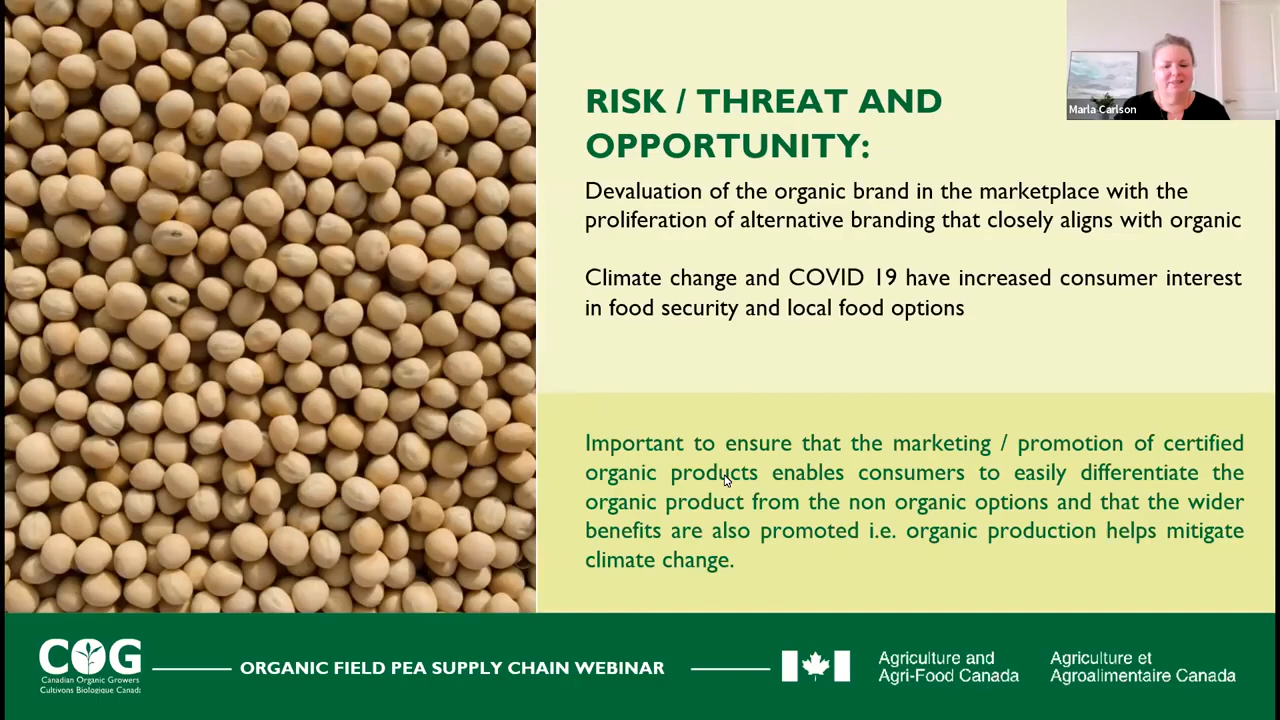 RISK / THREAT AND
OPPORTUNITY:
Marla Carlson
Devaluation of the organic brand in the marketplace with the
proliferation of alternative branding that closely aligns with organic
Climate change and COVID 19 have increased consumer interest
in food security and local food options
Important to ensure that the marketing / promotion of certified
organic products enables consumers to easily differentiate the
organic product from the non organic options and that the wider
benefits are also promoted i.e. organic production helps mitigate
climate change.
COG
Canadian Organic Growers
Cultivons Biologique Canada
ORGANIC FIELD PEA SUPPLY CHAIN WEBINAR
Agriculture and
Agri-Food Canada
Agriculture et
Agroalimentaire Canada